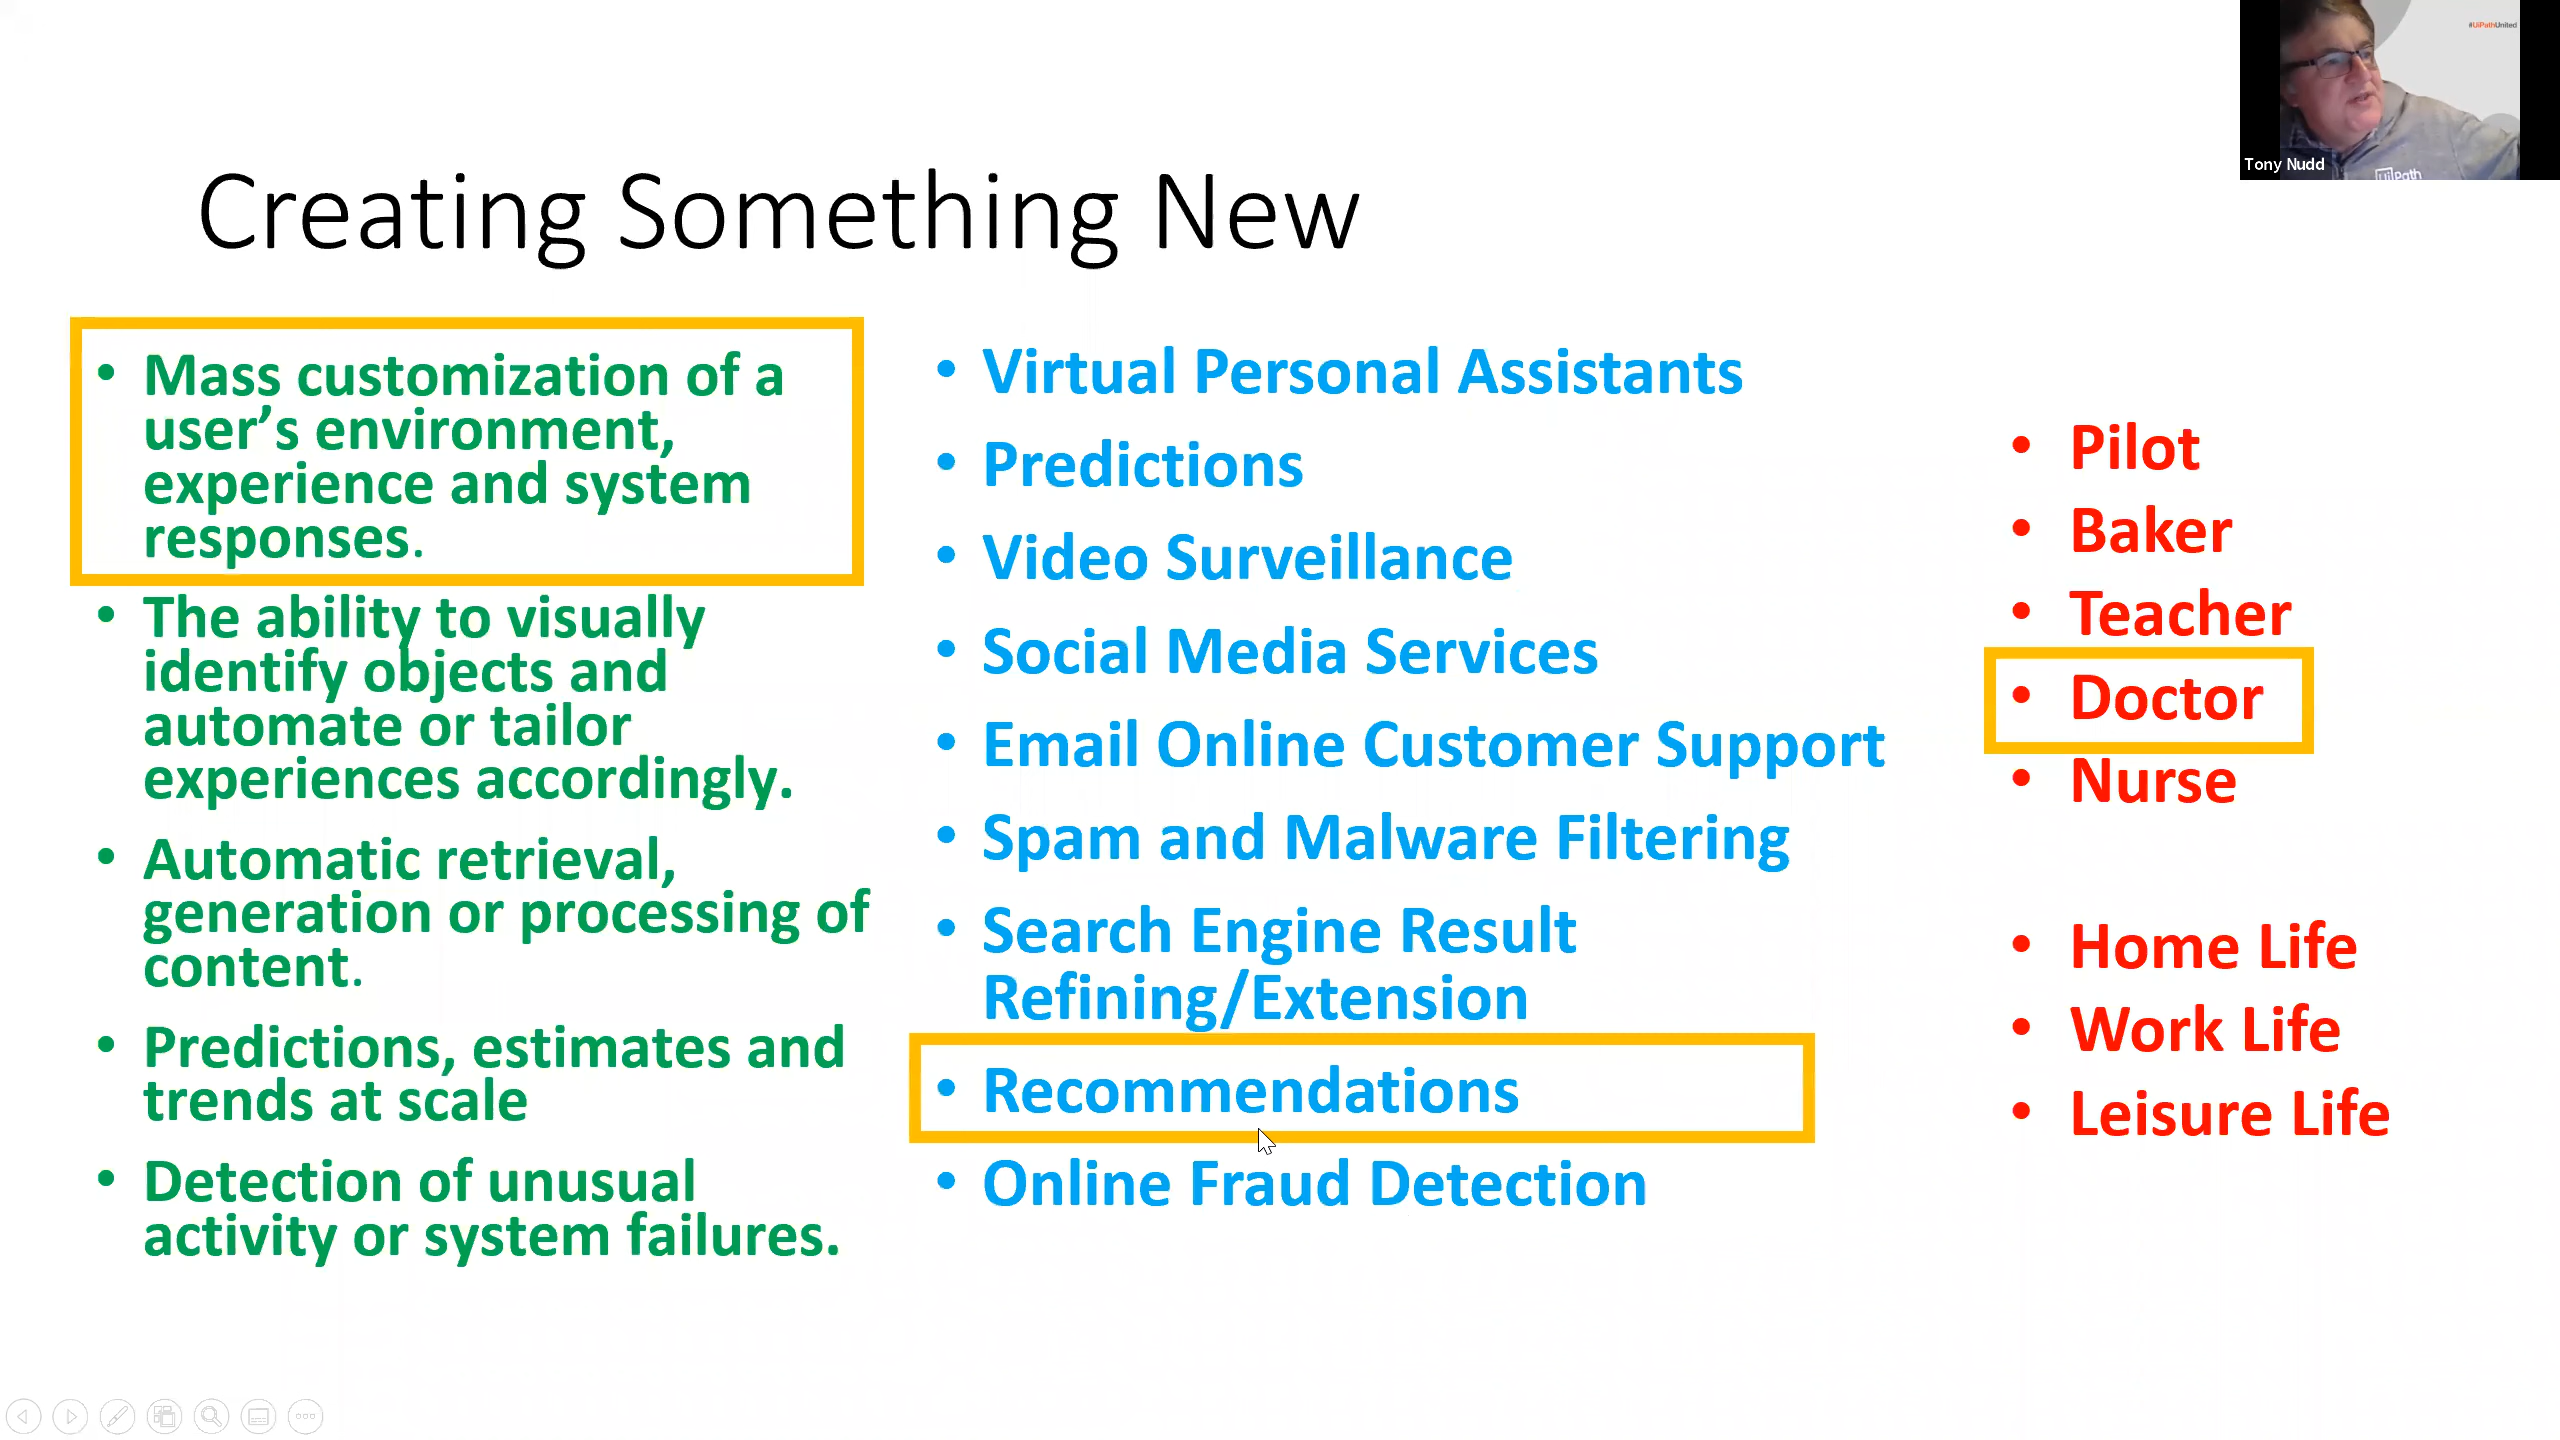 #UiPathUnited
Tony Nudd
UiPath
Creating Something New
• Mass customization of a
user’s environment,
experience and system
responses.
• The ability to visually
identify objects and
automate or tailor
experiences accordingly.
• Automatic retrieval,
generation or processing of
content.
• Predictions, estimates and
trends at scale
• Detection of unusual
activity or system failures.
• Virtual Personal Assistants
• Predictions
• Video Surveillance
• Social Media Services
• Email Online Customer Support
• Spam and Malware Filtering
• Search Engine Result
Refining/Extension
• Recommendations
• Online Fraud Detection
• Pilot
• Baker
• Teacher
• Doctor
• Nurse
• Home Life
• Work Life
• Leisure Life